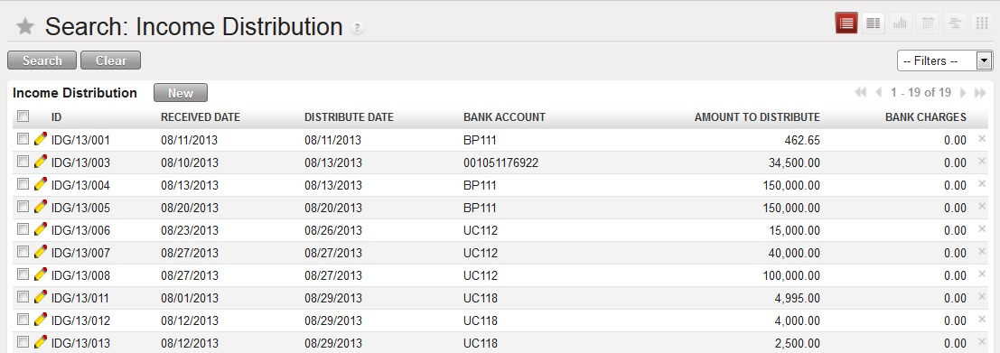 Search: Income Distribution ?
Search Clear -- Filters --
Income Distribution New 1 - 19 of 19
ID RECEIVED DATE DISTRIBUTE DATE BANK ACCOUNT AMOUNT TO DISTRIBUTE BANK CHARGES
IDG/13/001 08/11/2013 08/11/2013 BP111 462.65 0.00
IDG/13/003 08/10/2013 08/13/2013 001051176922 34,500.00 0.00
IDG/13/004 08/13/2013 08/13/2013 BP111 150,000.00 0.00
IDG/13/005 08/20/2013 08/20/2013 BP111 150,000.00 0.00
IDG/13/006 08/23/2013 08/26/2013 UC112 15,000.00 0.00
IDG/13/007 08/27/2013 08/27/2013 UC112 40,000.00 0.00
IDG/13/008 08/27/2013 08/27/2013 UC112 100,000.00 0.00
IDG/13/011 08/01/2013 08/29/2013 UC118 4,995.00 0.00
IDG/13/012 08/12/2013 08/29/2013 UC118 4,000.00 0.00
IDG/13/013 08/12/2013 08/29/2013 UC118 2,500.00 0.00